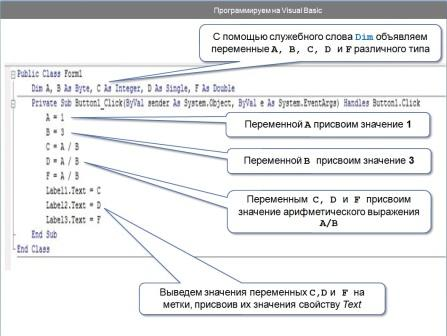 Программируем на Visual Basic
С помощью служебного слова Dim объявляем
переменные A, B, C, D и F различного типа
Public Class Form1
Dim A, B As Byte, C As Integer, D As Single, F As Double
Private Sub Button1_Click(ByVal sender As System.Object, ByVal e As System.EventArgs) Handles Button1.Click
A = 1
Переменной A присвоим значение 1
B = 3
C = A / B
Переменной B присвоим значение 3
D = A / B
F = A / B
Переменным C, D и F присвоим
значение арифметического выражения
A/B
Label1.Text = C
Label2.Text = D
Label3.Text = F
End Sub
End Class
Выведем значения переменных C,D и F на
метки, присвоив их значения свойству Text